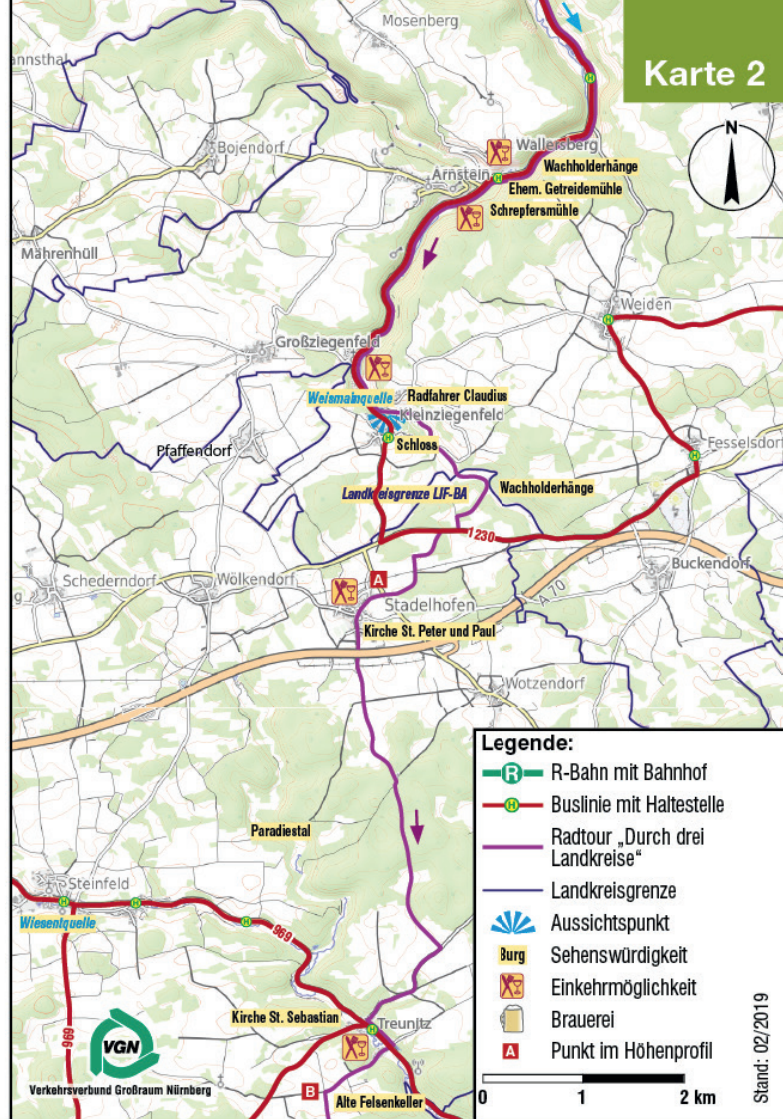 Mosenberg
Karte 2
annsthal
N
Wallersberg
Bojendorf
Wachholderhänge
Arnstein
H
Ehem. Getreidemühle
Schrepfersmühle
Mährenhüll
Weiden
Großziegenfeld
Weismainquelle
Radfahrer Claudius
Kleinziegenfeld
Schloss
Pfaffendorf
Fesselsdorf
Landkreisgrenze LIF-BA
Wachholderhänge
1230
Buckendorf
Schederndorf
Wölkendorf
A
A 70
Stadelhofen
Kirche St. Peter und Paul
Wotzendorf
Legende:
R R-Bahn mit Bahnhof
H Buslinie mit Haltestelle
Radtour „Durch drei
Landkreise“
Landkreisgrenze
Aussichtspunkt
Burg Sehenswürdigkeit
Einkehrmöglichkeit
Brauerei
A Punkt im Höhenprofil
0 1 2 km
Stand: 02/2019
Paradiestal
Steinfeld
Wiesentquelle
969
Kirche St. Sebastian
Treunitz
969
VGN
B
Verkehrsverbund Großraum Nürnberg
Alte Felsenkeller